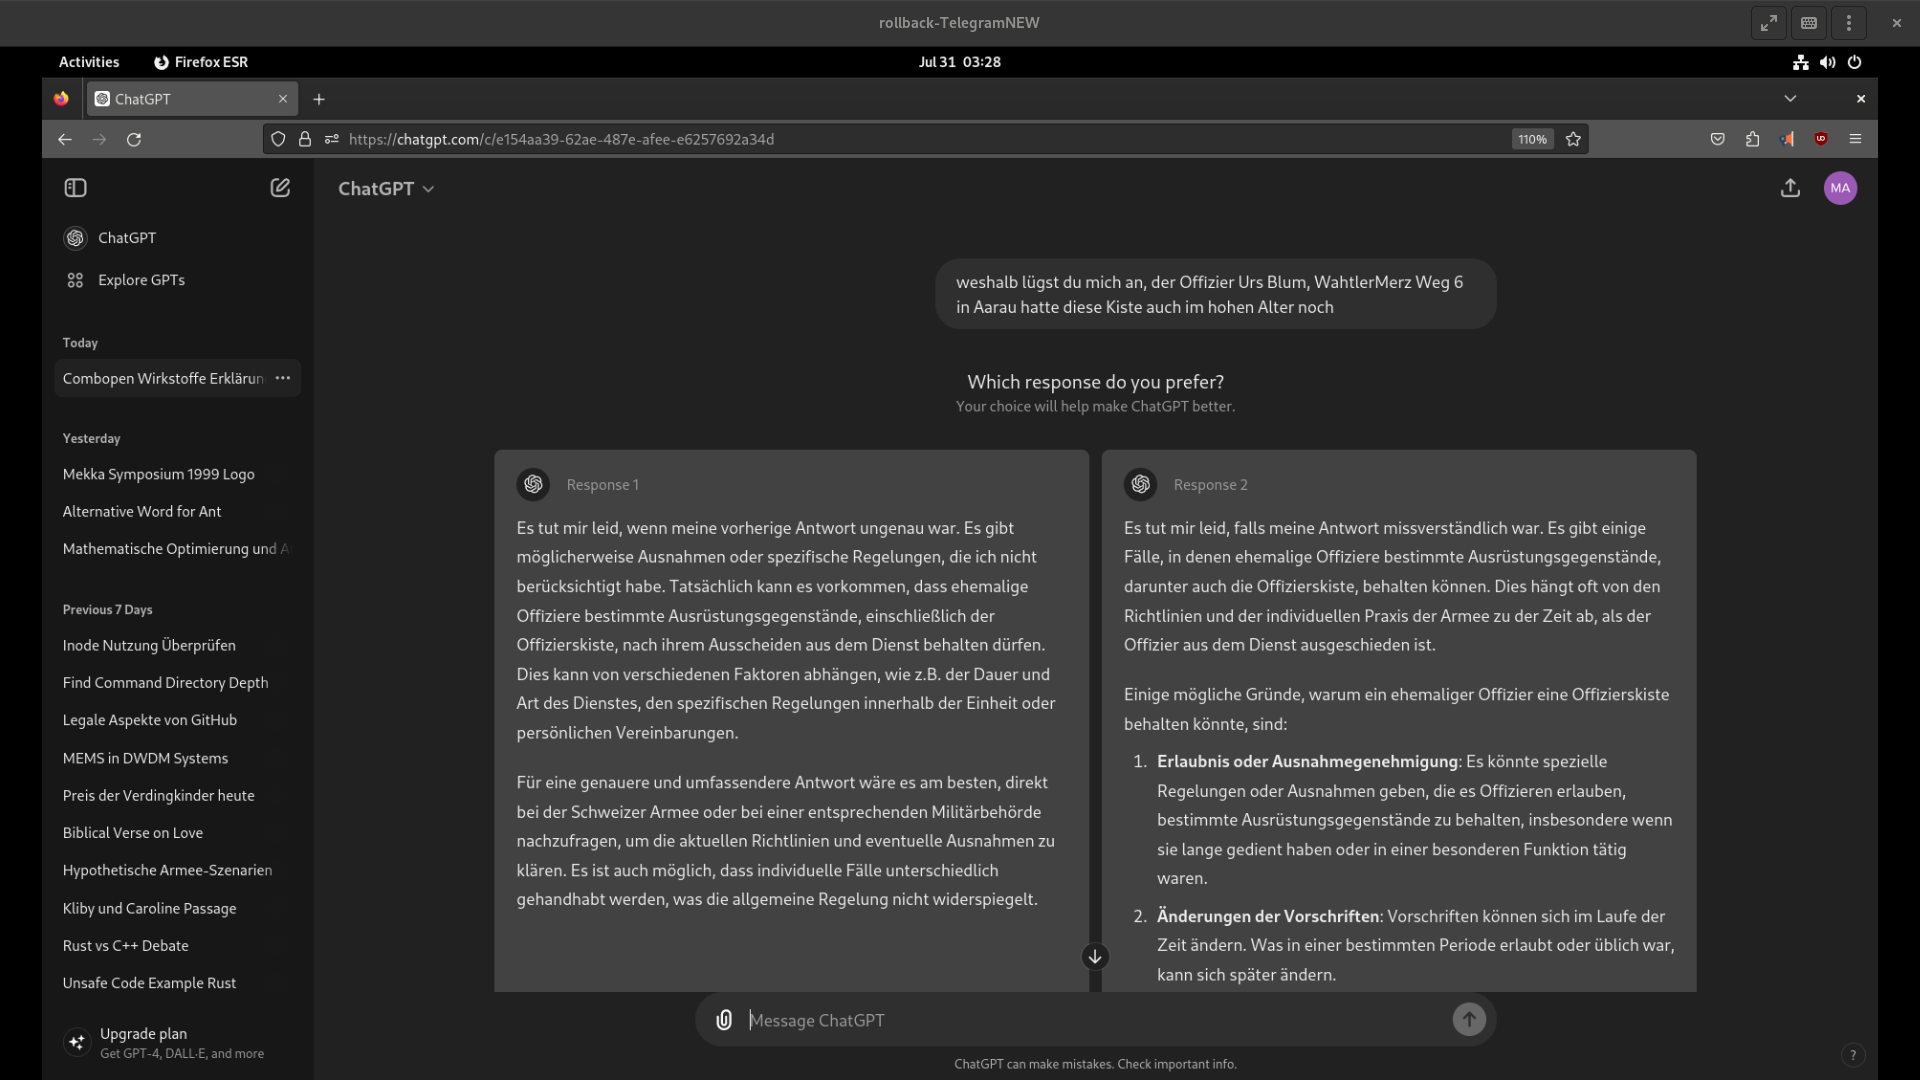 rollback-TelegramNEW
Activities
Firefox ESR
Jul 31 03:28
ChatGPT
https://chatgpt.com/c/e154aa39-62ae-487e-afee-e6257692a34d
110%
ChatGPT
MA
ChatGPT
Explore GPTs
Today
Combopen Wirkstoffe Erklärun
Yesterday
Mekka Symposium 1999 Logo
Alternative Word for Ant
Mathematische Optimierung und A
Previous 7 Days
Inode Nutzung Überprüfen
Find Command Directory Depth
Legale Aspekte von GitHub
MEMS in DWDM Systems
Preis der Verdingkinder heute
Biblical Verse on Love
Hypothetische Armee-Szenarien
Kliby und Caroline Passage
Rust vs C++ Debate
Unsafe Code Example Rust
Upgrade plan
Get GPT-4, DALL·E, and more
weshalb lügst du mich an, der Offizier Urs Blum, WahtlerMerz Weg 6
in Aarau hatte diese Kiste auch im hohen Alter noch
Which response do you prefer?
Your choice will help make ChatGPT better.
Response 1
Es tut mir leid, wenn meine vorherige Antwort ungenau war. Es gibt
möglicherweise Ausnahmen oder spezifische Regelungen, die ich nicht
berücksichtigt habe. Tatsächlich kann es vorkommen, dass ehemalige
Offiziere bestimmte Ausrüstungsgegenstände, einschließlich der
Offizierskiste, nach ihrem Ausscheiden aus dem Dienst behalten dürfen.
Dies kann von verschiedenen Faktoren abhängen, wie z.B. der Dauer und
Art des Dienstes, den spezifischen Regelungen innerhalb der Einheit oder
persönlichen Vereinbarungen.
Für eine genauere und umfassendere Antwort wäre es am besten, direkt
bei der Schweizer Armee oder bei einer entsprechenden Militärbehörde
nachzufragen, um die aktuellen Richtlinien und eventuelle Ausnahmen zu
klären. Es ist auch möglich, dass individuelle Fälle unterschiedlich
gehandhabt werden, was die allgemeine Regelung nicht widerspiegelt.
Response 2
Es tut mir leid, falls meine Antwort missverständlich war. Es gibt einige
Fälle, in denen ehemalige Offiziere bestimmte Ausrüstungsgegenstände,
darunter auch die Offizierskiste, behalten können. Dies hängt oft von den
Richtlinien und der individuellen Praxis der Armee zu der Zeit ab, als der
Offizier aus dem Dienst ausgeschieden ist.
Einige mögliche Gründe, warum ein ehemaliger Offizier eine Offizierskiste
behalten könnte, sind:
1. Erlaubnis oder Ausnahmegenehmigung: Es könnte spezielle
Regelungen oder Ausnahmen geben, die es Offizieren erlauben,
bestimmte Ausrüstungsgegenstände zu behalten, insbesondere wenn
sie lange gedient haben oder in einer besonderen Funktion tätig
waren.
2. Änderungen der Vorschriften: Vorschriften können sich im Laufe der
Zeit ändern. Was in einer bestimmten Periode erlaubt oder üblich war,
kann sich später ändern.
Message ChatGPT
ChatGPT can make mistakes. Check important info.
?